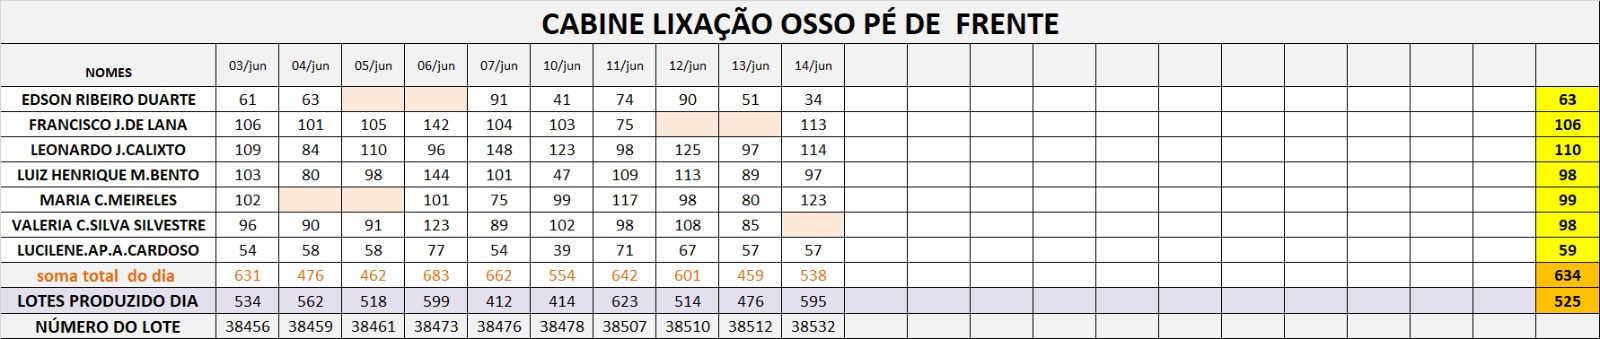 CABINE LIXAÇÃO OSSO PÉ DE  FRENTE
NOMES 03/jun 04/jun 05/jun 06/jun 07/jun 10/jun 11/jun 12/jun 13/jun 14/jun
EDSON RIBEIRO DUARTE 61 63 91 41 74 90 51 34 63
FRANCISCO J.DE LANA 106 101 105 142 104 103 75 113 106
LEONARDO J.CALIXTO 109 84 110 96 148 123 98 125 97 114 110
LUIZ HENRIQUE M.BENTO 103 80 98 144 101 47 109 113 89 97 98
MARIA C.MEIRELES 102 101 75 99 117 98 80 123 99
VALERIA C.SILVA SILVESTRE 96 90 91 123 89 102 98 108 85 98
LUCILENE.AP.A.CARDOSO 54 58 58 77 54 39 71 67 57 57 59
soma total  do dia 631 476 462 683 662 554 642 601 459 538 634
LOTES PRODUZIDO DIA 534 562 518 599 412 414 623 514 476 595 525
NÚMERO DO LOTE 38456 38459 38461 38473 38476 38478 38507 38510 38512 38532